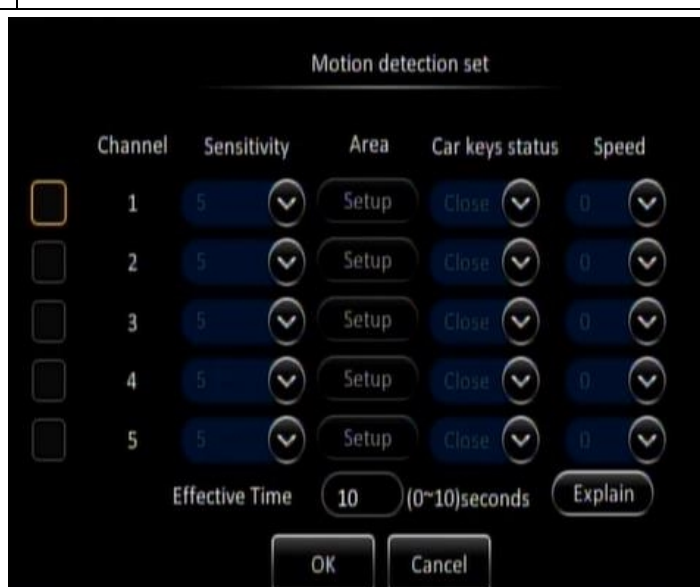 Motion detection set
Channel Sensitivity Area Car keys status Speed
1 5 Setup Close 0
2 5 Setup Close 0
3 5 Setup Close 0
4 5 Setup Close 0
5 5 Setup Close 0
Effective Time 10 (0~10)seconds Explain
OK Cancel